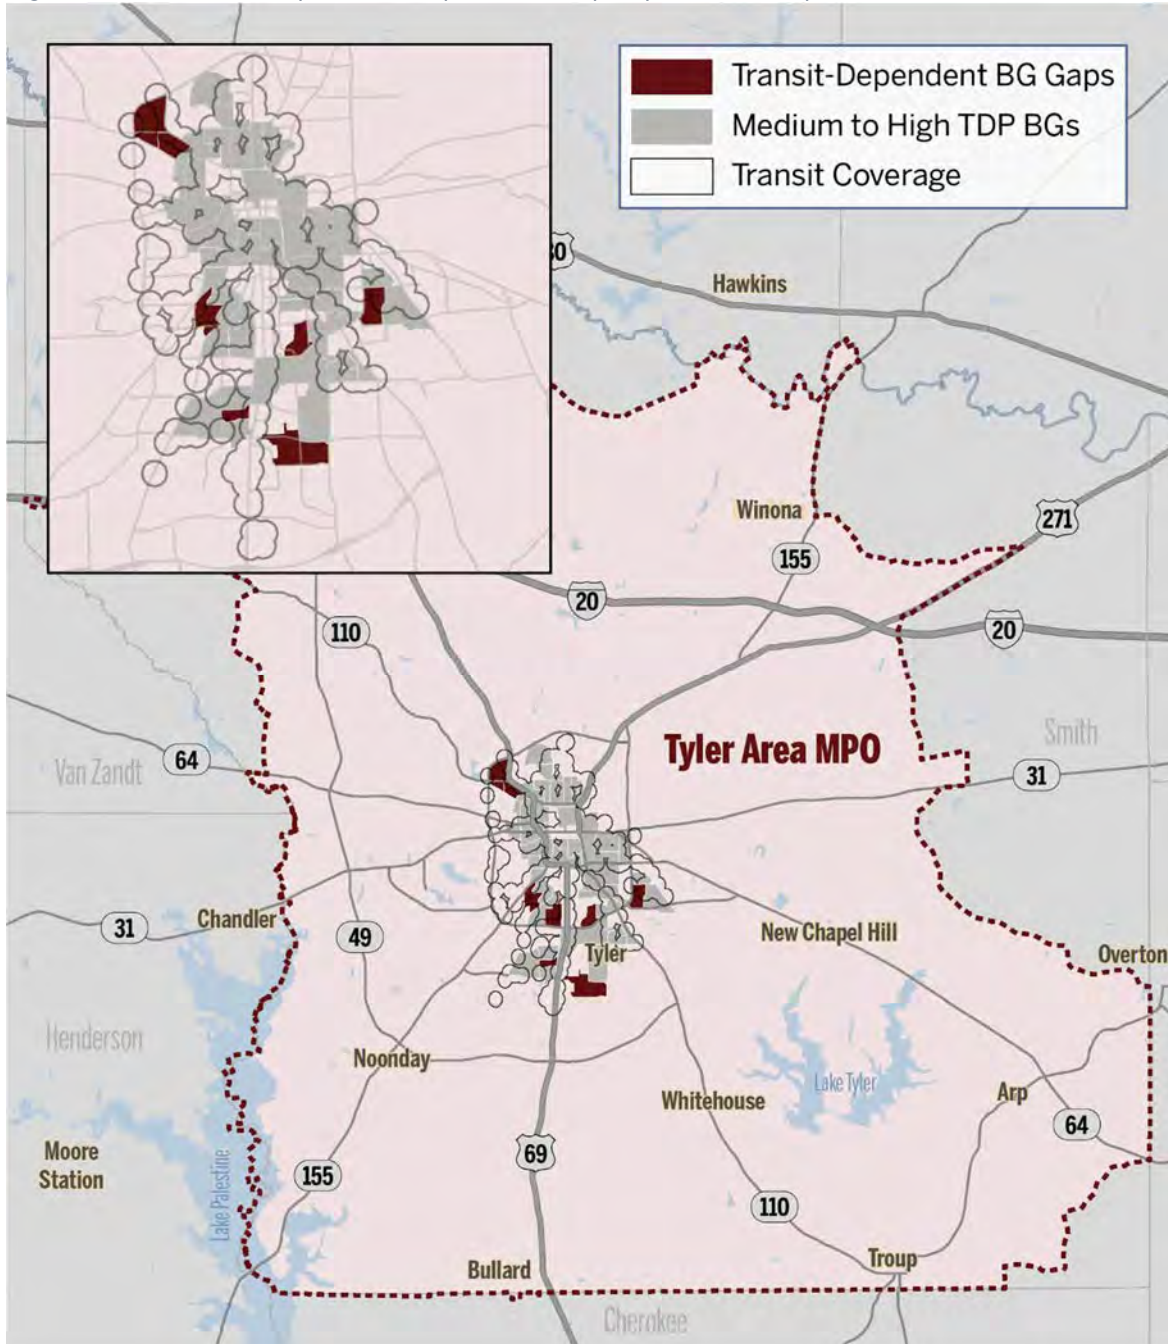 Transit-Dependent BG Gaps
Medium to High TDP BGs
Transit Coverage
Hawkins
Winona
271
155
20
20
110
Tyler Area MPO
Smith
Van Zandt
64
31
Chandler
31
49
New Chapel Hill
Overton
Tyler
Henderson
Noonday
Lake Tyler
Whitehouse
Arp
64
Moore
Station
69
155
Lake Palestine
110
Troup
Bullard
Cherokee